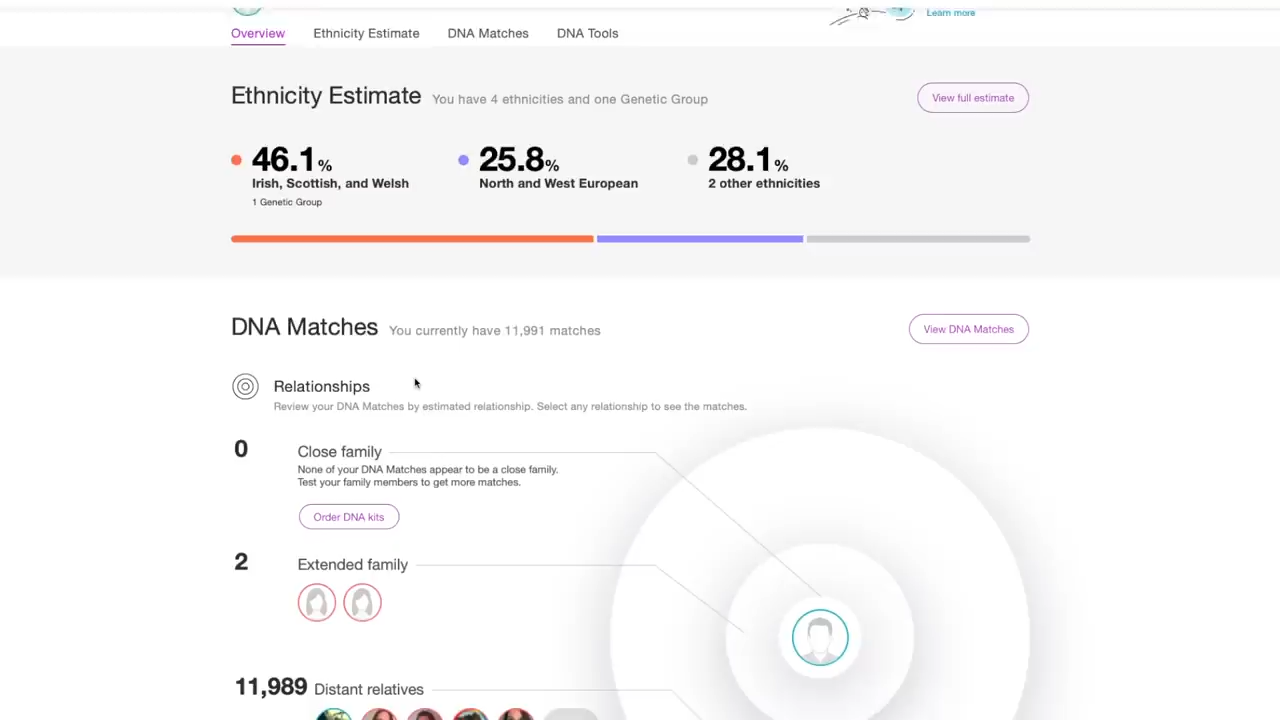 Learn more
Overview Ethnicity Estimate DNA Matches DNA Tools
Ethnicity Estimate You have 4 ethnicities and one Genetic Group View full estimate
46.1% 25.8% 28.1%
Irish, Scottish, and Welsh North and West European 2 other ethnicities
1 Genetic Group
DNA Matches You currently have 11,991 matches View DNA Matches
Relationships
Review your DNA Matches by estimated relationship. Select any relationship to see the matches.
0 Close family
None of your DNA Matches appear to be a close family.
Test your family members to get more matches.
Order DNA kits
2 Extended family
11,989 Distant relatives